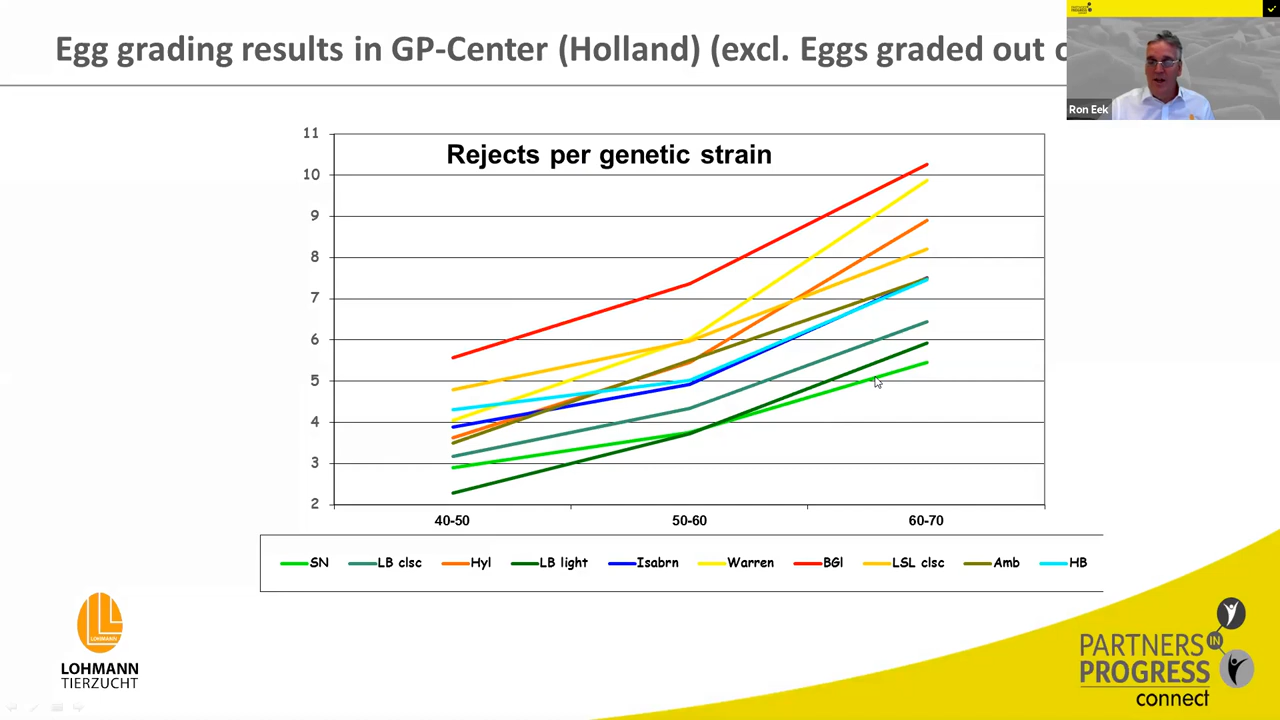 Egg grading results in GP-Center (Holland) (excl. Eggs graded out
Ron Eek
Rejects per genetic strain
11
10
9
8
7
6
5
4
3
2
40-50 50-60 60-70
SN LB clsc Hyl LB light Isabrn Warren BGl LSL clsc Amb HB
LOHMANN
LOHMANN
TIERZUCHT
PARTNERS
IN
PROGRESS
connect